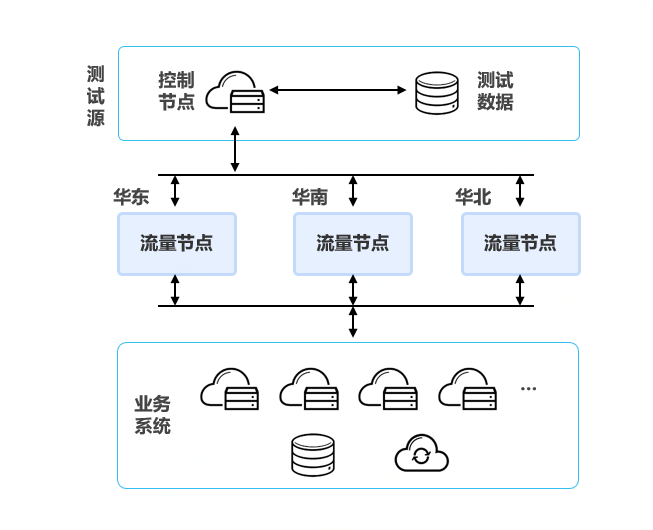 测
试
源
控制
节点
测试
数据
华东
华南
华北
流量节点
流量节点
流量节点
业务
系统
...